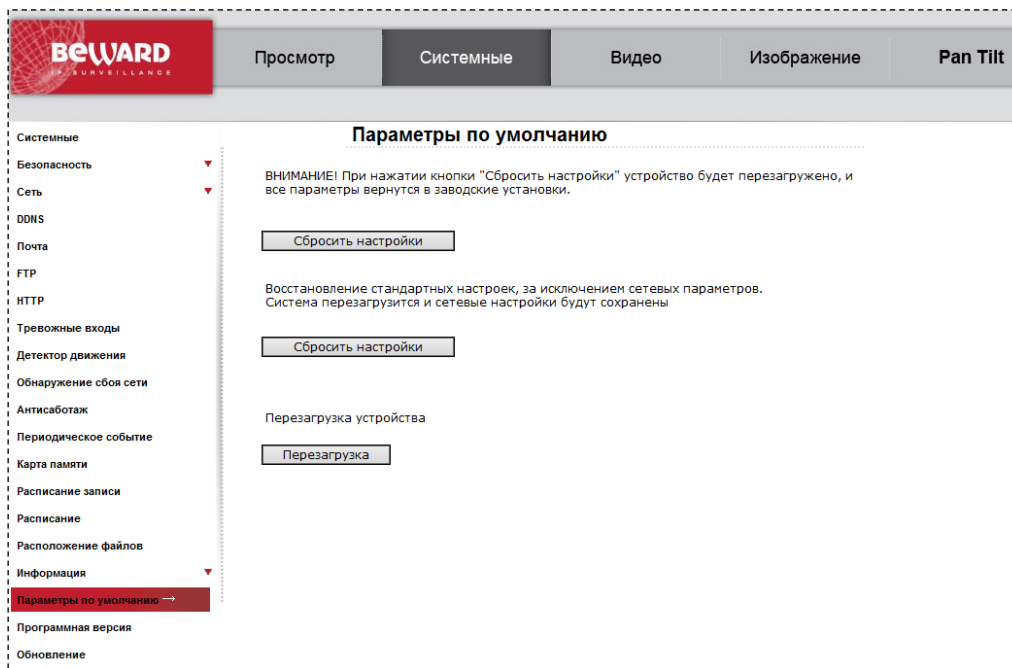 BEWARD
IP SURVEILLANCE
Просмотр
Системные
Видео
Изображение
Pan Tilt
Системные
Безопасность
Сеть
DDNS
Почта
FTP
HTTP
Тревожные входы
Детектор движения
Обнаружение сбоя сети
Антисаботаж
Периодическое событие
Карта памяти
Расписание записи
Расписание
Расположение файлов
Информация
Параметры по умолчанию →
Программная версия
Обновление
Параметры по умолчанию
ВНИМАНИЕ! При нажатии кнопки "Сбросить настройки" устройство будет перезагружено, и
все параметры вернутся в заводские установки.
Сбросить настройки
Восстановление стандартных настроек, за исключением сетевых параметров.
Система перезагрузится и сетевые настройки будут сохранены
Сбросить настройки
Перезагрузка устройства
Перезагрузка